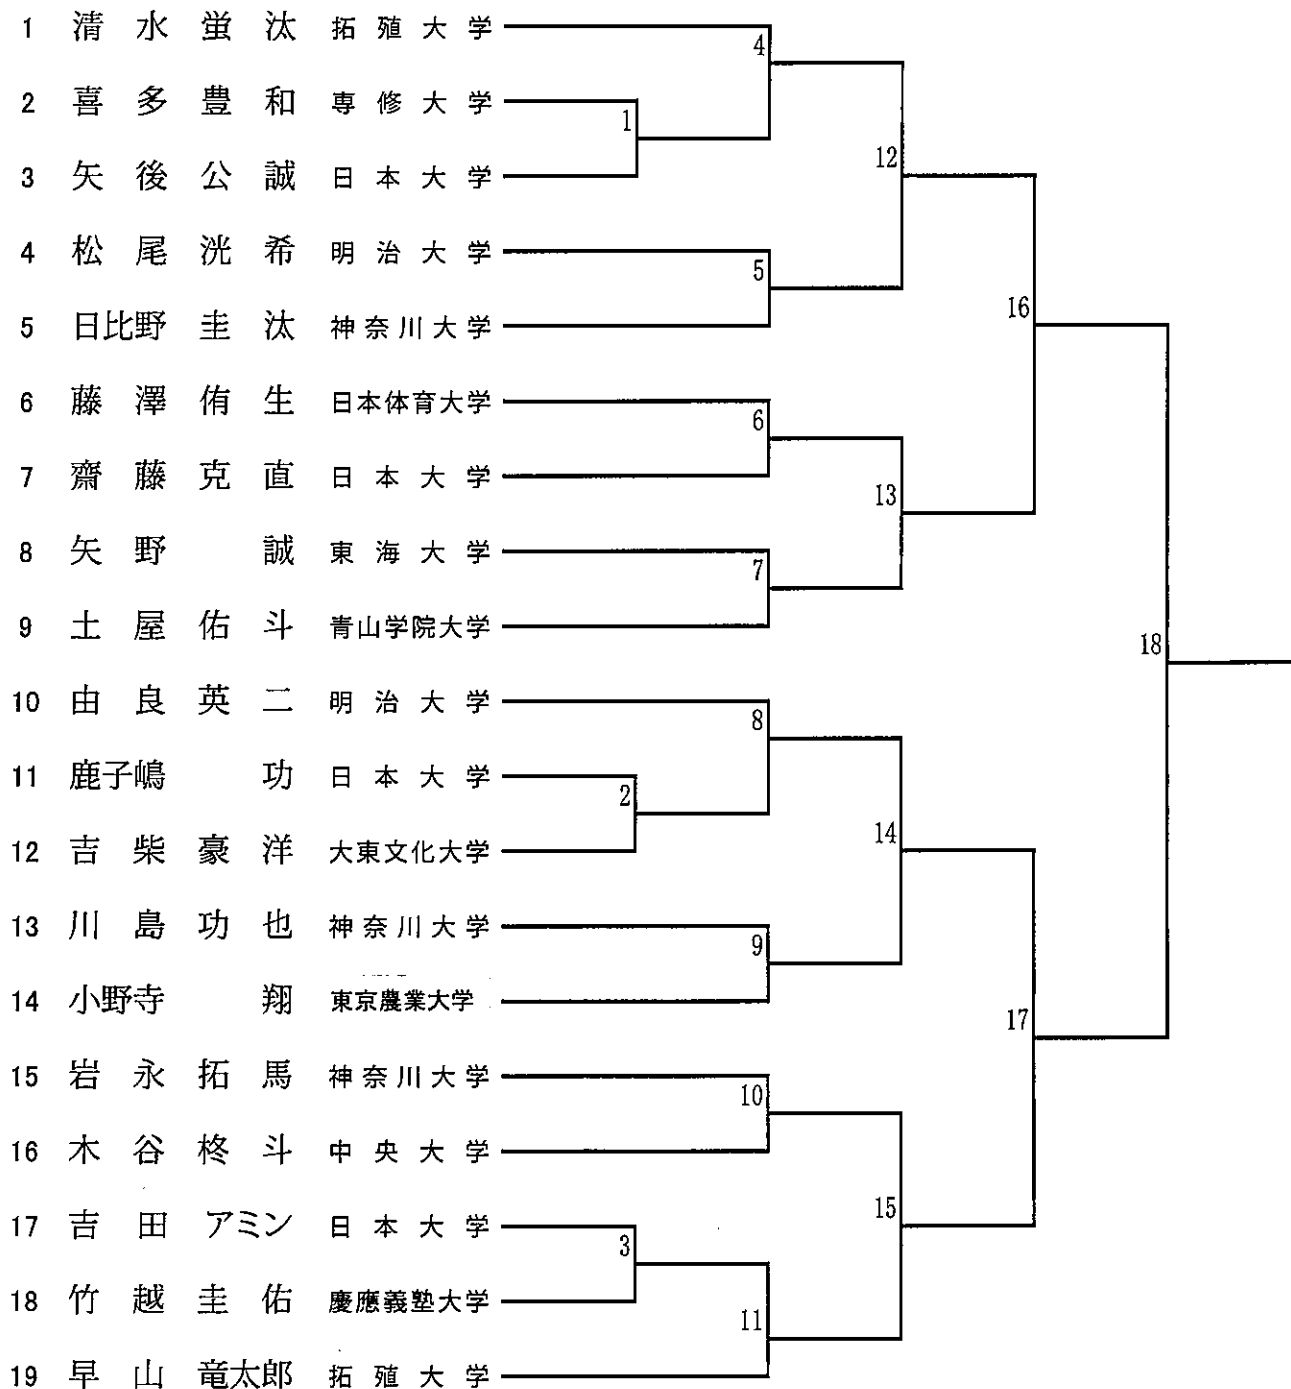 1 清水蛍汰 拓殖大学
4
2 喜多豊和 専修大学
1
12
3 矢後公誠 日本大学
4 松尾洸希 明治大学
5
16
5 日比野圭汰 神奈川大学
6 藤澤侑生 日本体育大学
6
7 齋藤克直 日本大学
13
8 矢野誠 東海大学
7
9 土屋佑斗 青山学院大学
18
10 由良英二 明治大学
8
11 鹿子嶋功 日本大学
2
14
12 吉柴豪洋 大東文化大学
13 川島功也 神奈川大学
9
14 小野寺翔 東京農業大学
17
15 岩永拓馬 神奈川大学
10
16 木谷柊斗 中央大学
15
17 吉田アミン 日本大学
3
18 竹越圭佑 慶應義塾大学
11
19 早山竜太郎 拓殖大学